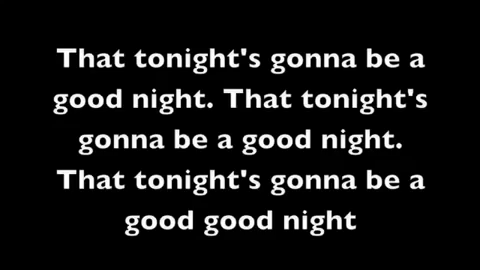 That tonight's gonna be a
good night. That tonight's
gonna be a good night.
That tonight's gonna be a
good good night